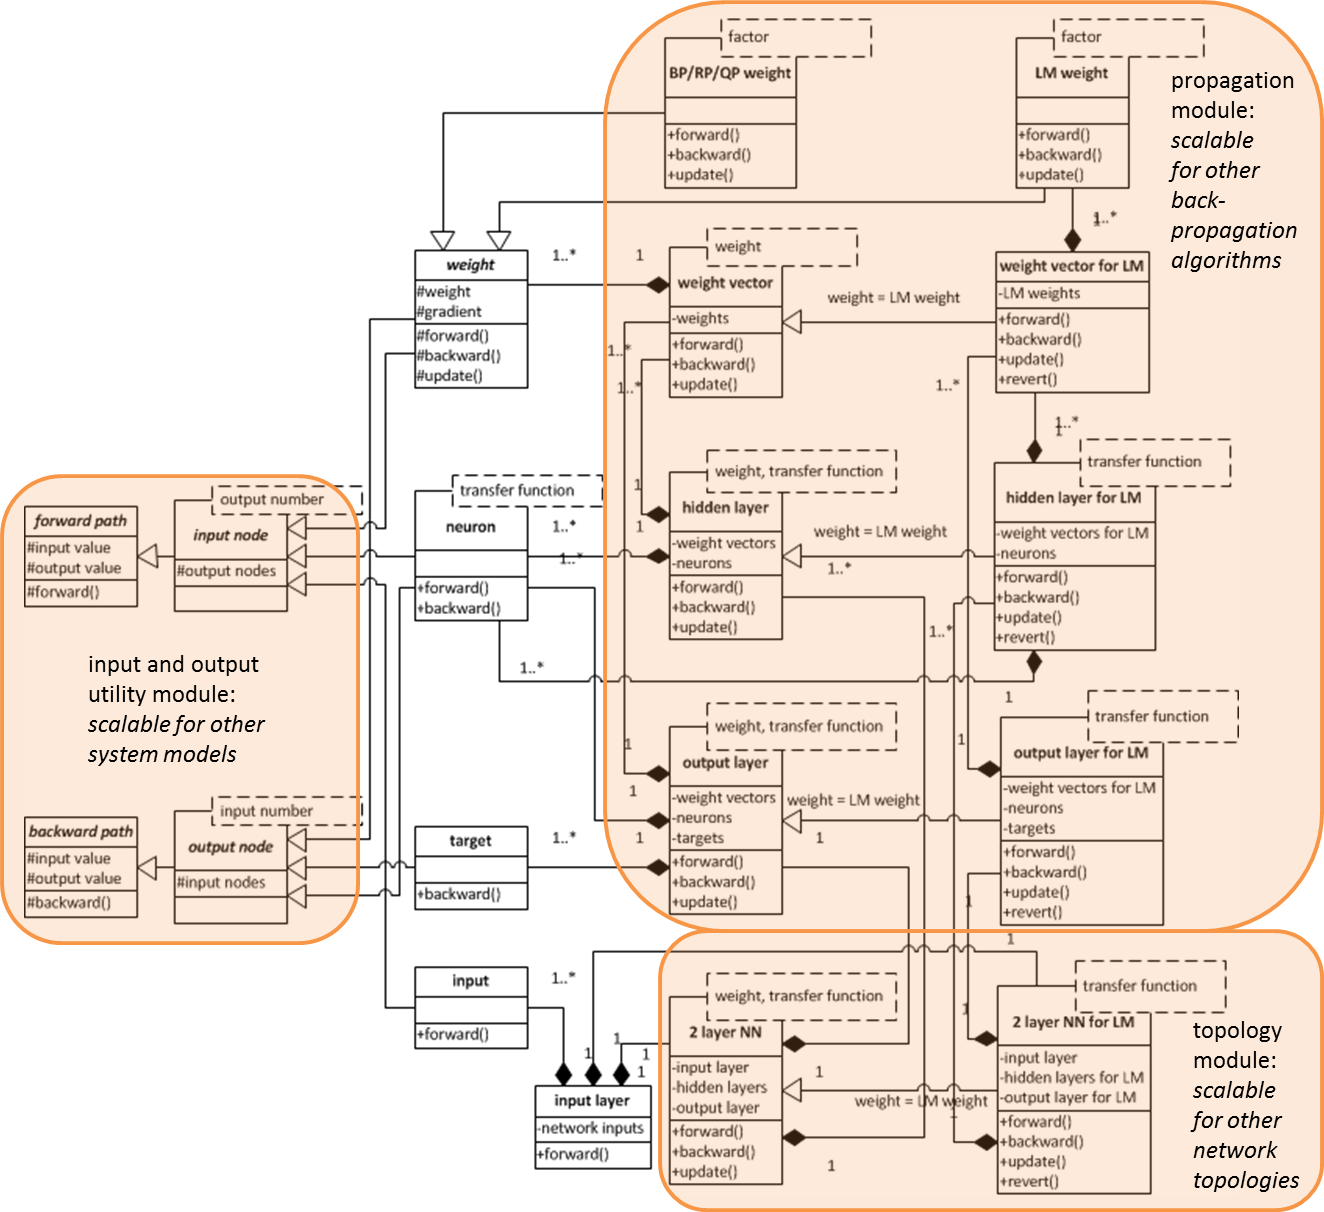 factor
BP/RP/QP weight
+forward()
+backward()
+update()
factor
LM weight
+forward()
+backward()
+update()
propagation
module:
scalable
for other
back-
propagation
algorithms
1..*
weight
#weight
#gradient
#forward()
#backward()
#update()
1..*
1
weight
weight vector
-weights
+forward()
+backward()
+update()
weight = LM weight
weight vector for LM
-LM weights
+forward()
+backward()
+update()
+revert()
1..*
1..*
1..*
1..*
transfer function
neuron
+forward()
+backward()
1..*
1..*
1
1
weight, transfer function
hidden layer
-weight vectors
-neurons
+forward()
+backward()
+update()
weight = LM weight
1..*
transfer function
hidden layer for LM
-weight vectors for LM
-neurons
+forward()
+backward()
+update()
+revert()
1..*
1..*
1
output number
forward path
#input value
#output value
#forward()
input node
#output nodes
input and output
utility module:
scalable for other
system models
input number
backward path
#input value
#output value
#backward()
output node
#input nodes
target
+backward()
1..*
1
1
1
weight, transfer function
output layer
-weight vectors
-neurons
-targets
+forward()
+backward()
+update()
weight = LM weight
1
transfer function
output layer for LM
-weight vectors for LM
-neurons
-targets
+forward()
+backward()
+update()
+revert()
1
1
1
input
+forward()
1..*
1
1
1
1
input layer
-network inputs
+forward()
weight, transfer function
2 layer NN
-input layer
-hidden layers
-output layer
+forward()
+backward()
+update()
1
weight = LM weight
1
transfer function
2 layer NN for LM
-input layer
-hidden layers for LM
-output layer for LM
+forward()
+backward()
+update()
+revert()
1
topology
module:
scalable
for other
network
topologies